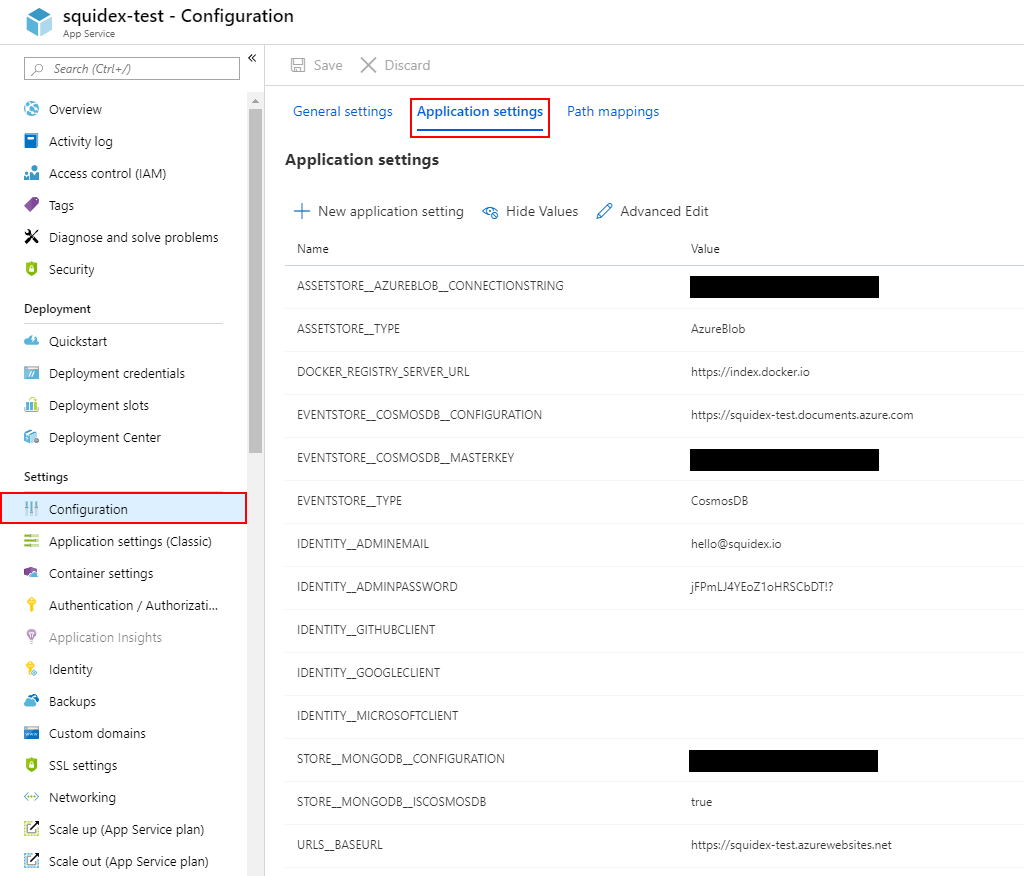 squidex-test - Configuration
App Service
Search (Ctrl+/)
«
Overview
Activity log
Access control (IAM)
Tags
Diagnose and solve problems
Security
Deployment
Quickstart
Deployment credentials
Deployment slots
Deployment Center
Settings
Configuration
Application settings (Classic)
Container settings
Authentication / Authorizati...
Application Insights
Identity
Backups
Custom domains
SSL settings
Networking
Scale up (App Service plan)
Scale out (App Service plan)
Save Discard
General settings Application settings Path mappings
Application settings
New application setting Hide Values Advanced Edit
Name Value
ASSETSTORE__AZUREBLOB__CONNECTIONSTRING
ASSETSTORE__TYPE AzureBlob
DOCKER_REGISTRY_SERVER_URL https://index.docker.io
EVENTSTORE__COSMOSDB__CONFIGURATION https://squidex-test.documents.azure.com
EVENTSTORE__COSMOSDB__MASTERKEY
EVENTSTORE__TYPE CosmosDB
IDENTITY__ADMINEMAIL hello@squidex.io
IDENTITY__ADMINPASSWORD jFPmLJ4YEoZ1oHRSCbDT!?
IDENTITY__GITHUBCLIENT
IDENTITY__GOOGLECLIENT
IDENTITY__MICROSOFTCLIENT
STORE__MONGODB__CONFIGURATION
STORE__MONGODB__ISCOSMOSDB true
URLS__BASEURL https://squidex-test.azurewebsites.net